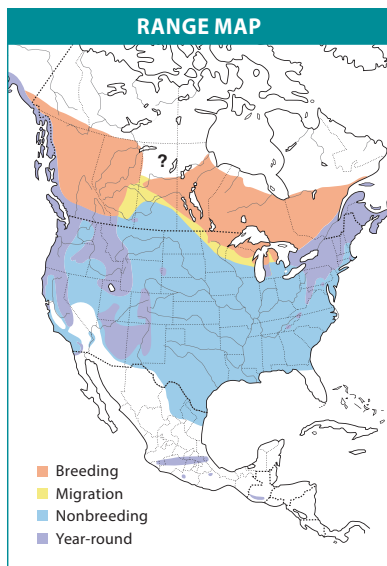 RANGE MAP
?
Breeding
Migration
Nonbreeding
Year-round